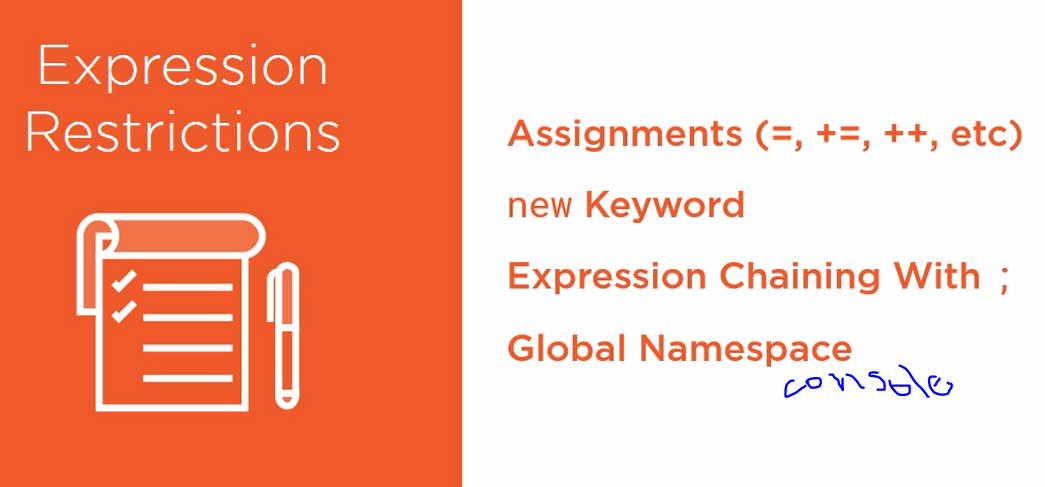 Expression
Restrictions
Assignments (=, +=, ++, etc)
new Keyword
Expression Chaining With ;
Global Namespace
console